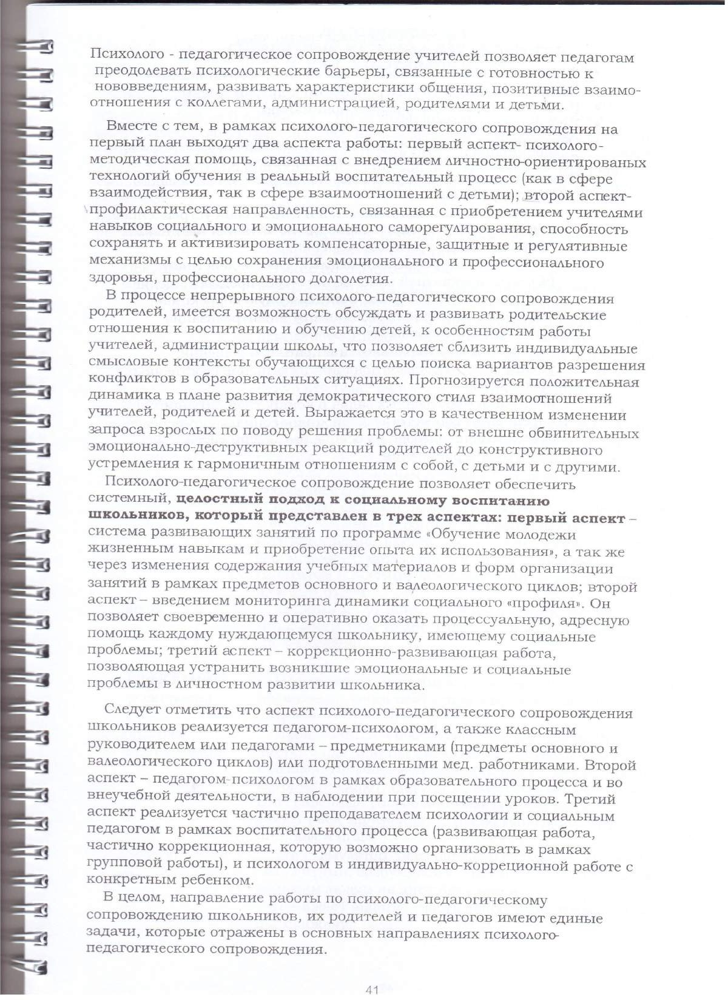 Психолого - педагогическое сопровождение учителей позволяет педагогам
преодолевать психологические барьеры, связанные с готовностью к
нововведениям, развивать характеристики общения, позитивные взаимо-
отношения с коллегами, администрацией, родителями и детьми.
Вместе с тем, в рамках психолого-педагогического сопровождения на
первый план выходят два аспекта работы: первый аспект- психолого-
методическая помощь, связанная с внедрением личностно-ориентированых
технологий обучения в реальный воспитательный процесс (как в сфере
взаимодействия, так в сфере взаимоотношений с детьми); второй аспект-
профилактическая направленность, связанная с приобретением учителями
навыков социального и эмоционального саморегулирования, способность
сохранять и активизировать компенсаторные, защитные и регулятивные
механизмы с целью сохранения эмоционального и профессионального
здоровья, профессионального долголетия.
В процессе непрерывного психолого-педагогического сопровождения
родителей, имеется возможность обсуждать и развивать родительские
отношения к воспитанию и обучению детей, к особенностям работы
учителей, администрации школы, что позволяет сблизить индивидуальные
смысловые контексты обучающихся с целью поиска вариантов разрешения
конфликтов в образовательных ситуациях. Прогнозируется положительная
динамика в плане развития демократического стиля взаимоотношений
учителей, родителей и детей. Выражается это в качественном изменении
запроса взрослых по поводу решения проблемы: от внешне обвинительных
эмоционально-деструктивных реакций родителей до конструктивного
устремления к гармоничным отношениям с собой, с детьми и с другими.
Психолого-педагогическое сопровождение позволяет обеспечить
системный, целостный подход к социальному воспитанию
школьников, который представлен в трех аспектах: первый аспект –
система развивающих занятий по программе «Обучение молодежи
жизненным навыкам и приобретение опыта их использования», а так же
через изменения содержания учебных материалов и форм организации
занятий в рамках предметов основного и валеологического циклов; второй
аспект – введением мониторинга динамики социального «профиля». Он
позволяет своевременно и оперативно оказать процессуальную, адресную
помощь каждому нуждающемуся школьнику, имеющему социальные
проблемы; третий аспект – коррекционно-развивающая работа,
позволяющая устранить возникшие эмоциональные и социальные
проблемы в личностном развитии школьника.
Следует отметить что аспект психолого-педагогического сопровождения
школьников реализуется педагогом-психологом, а также классным
руководителем или педагогами – предметниками (предметы основного и
валеологического циклов) или подготовленными мед. работниками. Второй
аспект – педагогом-психологом в рамках образовательного процесса и во
внеучебной деятельности, в наблюдении при посещении уроков. Третий
аспект реализуется частично преподавателем психологии и социальным
педагогом в рамках воспитательного процесса (развивающая работа,
частично коррекционная, которую возможно организовать в рамках
групповой работы), и психологом в индивидуально-корреционной работе с
конкретным ребенком.
В целом, направление работы по психолого-педагогическому
сопровождению школьников, их родителей и педагогов имеют единые
задачи, которые отражены в основных направлениях психолого-
педагогического сопровождения.
41